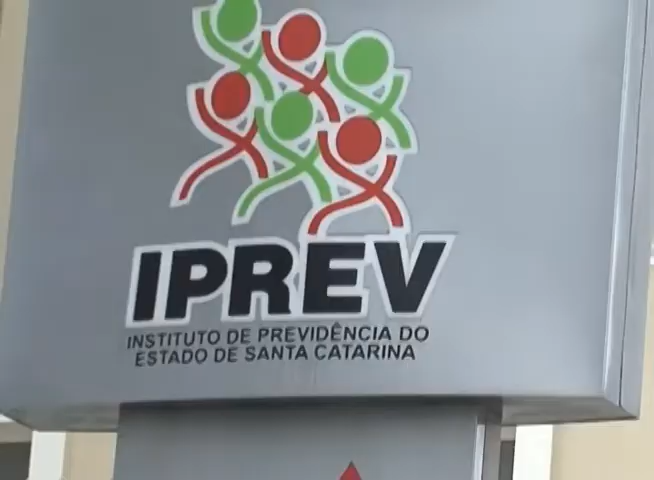 IPREV
INSTITUTO DE PREVIDÊNCIA DO
ESTADO DE SANTA CATARINA